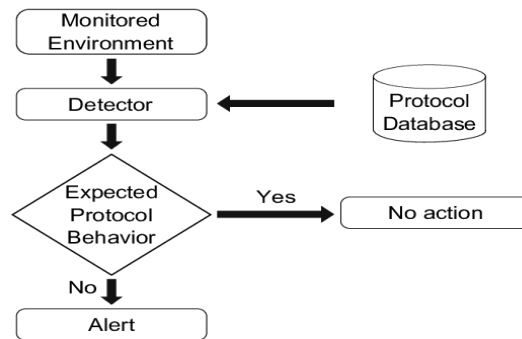 Monitored
Environment
Detector
Protocol
Database
Expected
Protocol
Behavior
Yes
No action
No
Alert